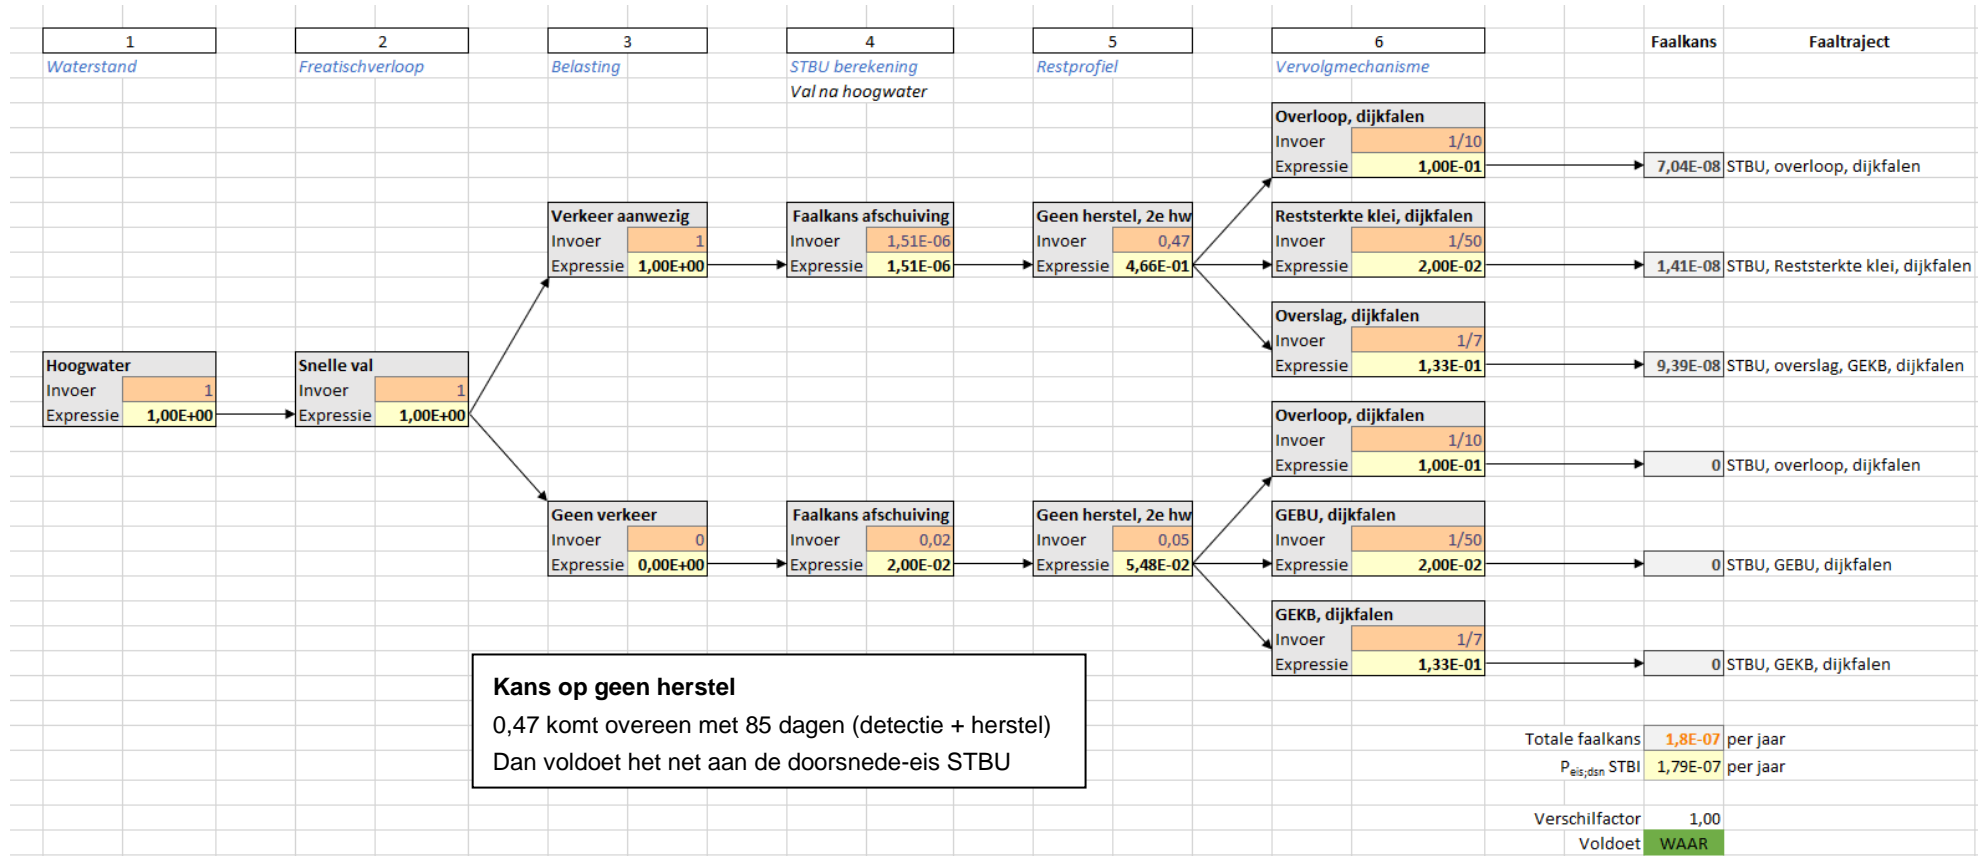 1 2 3 4 5 6 Faalkans Faaltraject
Waterstand Freatischverloop Belasting STBU berekening Restprofiel Vervolgmechanisme
Val na hoogwater
Overloop, dijkfalen
Invoer 1/10
Expressie 1,00E-01 7,04E-08 STBU, overloop, dijkfalen
Verkeer aanwezig Faalkans afschuiving Geen herstel, 2e hw Reststerkte klei, dijkfalen
Invoer 1 Invoer 1,51E-06 Invoer 0,47 Invoer 1/50
Expressie 1,00E+00 Expressie 1,51E-06 Expressie 4,66E-01 Expressie 2,00E-02 1,41E-08 STBU, Reststerkte klei, dijkfalen
Overslag, dijkfalen
Invoer 1/7
Hoogwater Snelle val Expressie 1,33E-01 9,39E-08 STBU, overslag, GEKB, dijkfalen
Invoer 1 Invoer 1
Expressie 1,00E+00 Expressie 1,00E+00 Overloop, dijkfalen
Invoer 1/10
Expressie 1,00E-01 0 STBU, overloop, dijkfalen
Geen verkeer Faalkans afschuiving Geen herstel, 2e hw GEBU, dijkfalen
Invoer 0 Invoer 0,02 Invoer 0,05 Invoer 1/50
Expressie 0,00E+00 Expressie 2,00E-02 Expressie 5,48E-02 Expressie 2,00E-02 0 STBU, GEBU, dijkfalen
GEKB, dijkfalen
Invoer 1/7
Expressie 1,33E-01 0 STBU, GEKB, dijkfalen
Kans op geen herstel
0,47 komt overeen met 85 dagen (detectie + herstel)
Dan voldoet het net aan de doorsnede-eis STBU
Totale faalkans 1,8E-07 per jaar
Peis;dsn STBI 1,79E-07 per jaar
Verschilfactor 1,00
Voldoet WAAR